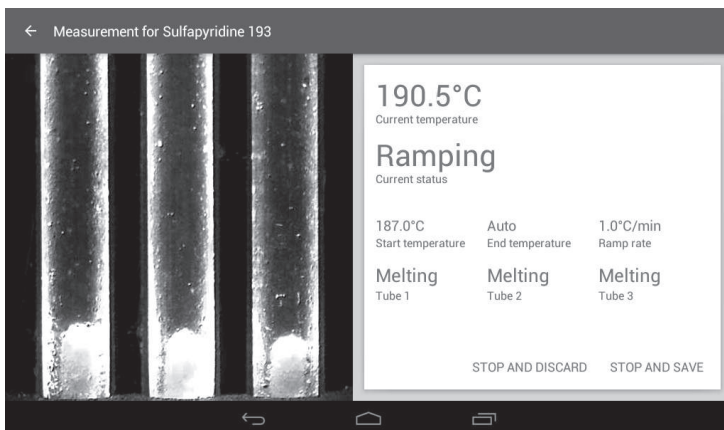 Measurement for Sulfapyridine 193
190.5°C
Current temperature
Ramping
Current status
187.0°C Auto 1.0°C/min
Start temperature End temperature Ramp rate
Melting Melting Melting
Tube 1 Tube 2 Tube 3
STOP AND DISCARD STOP AND SAVE